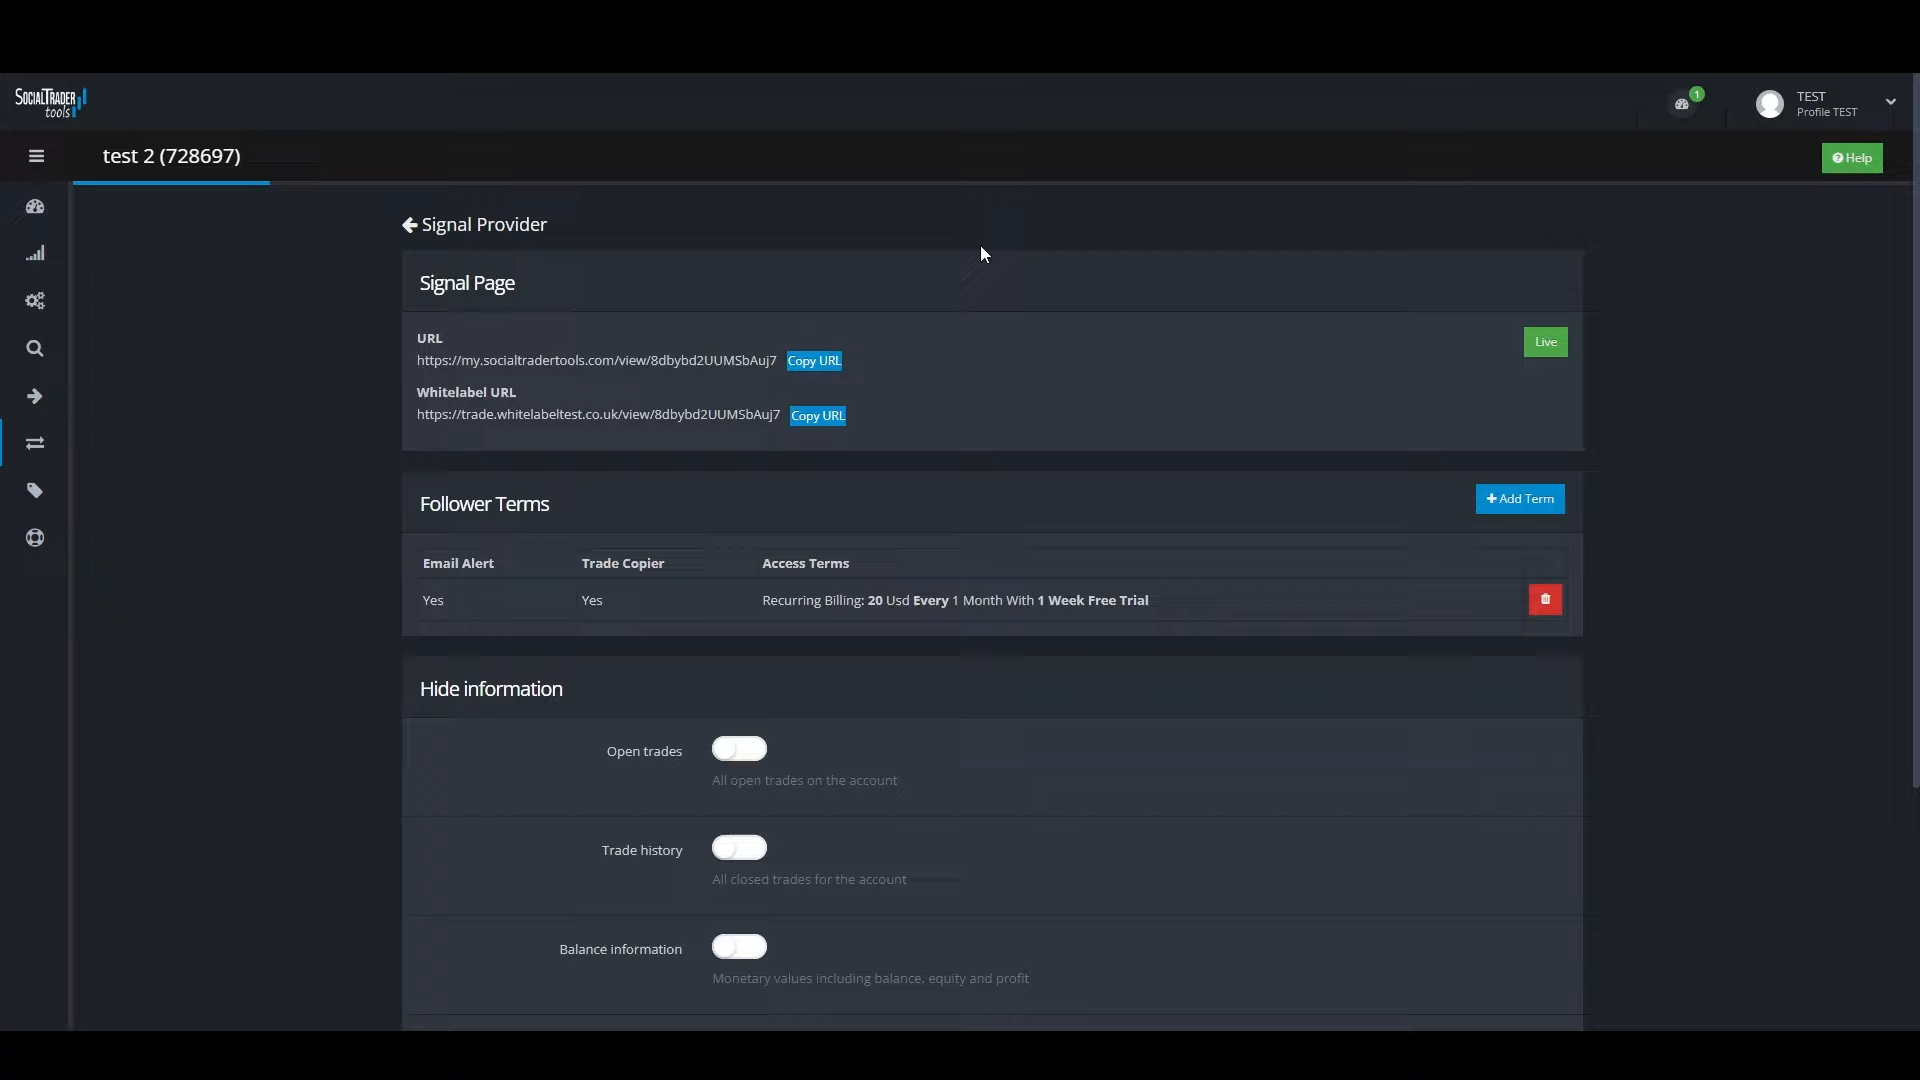 SOCIALTRADER
tools
1
TEST
Profile TEST
test 2 (728697)
Help
Signal Provider
Signal Page
URL
https://my.socialtradertools.com/view/8dbybd2UUMSbAuj7 Copy URL
Live
Whitelabel URL
https://trade.whitelabeltest.co.uk/view/8dbybd2UUMSbAuj7 Copy URL
Follower Terms
Add Term
Email Alert Trade Copier Access Terms
Yes Yes Recurring Billing: 20 Usd Every 1 Month With 1 Week Free Trial
Hide information
Open trades
All open trades on the account
Trade history
All closed trades for the account
Balance information
Monetary values including balance, equity and profit